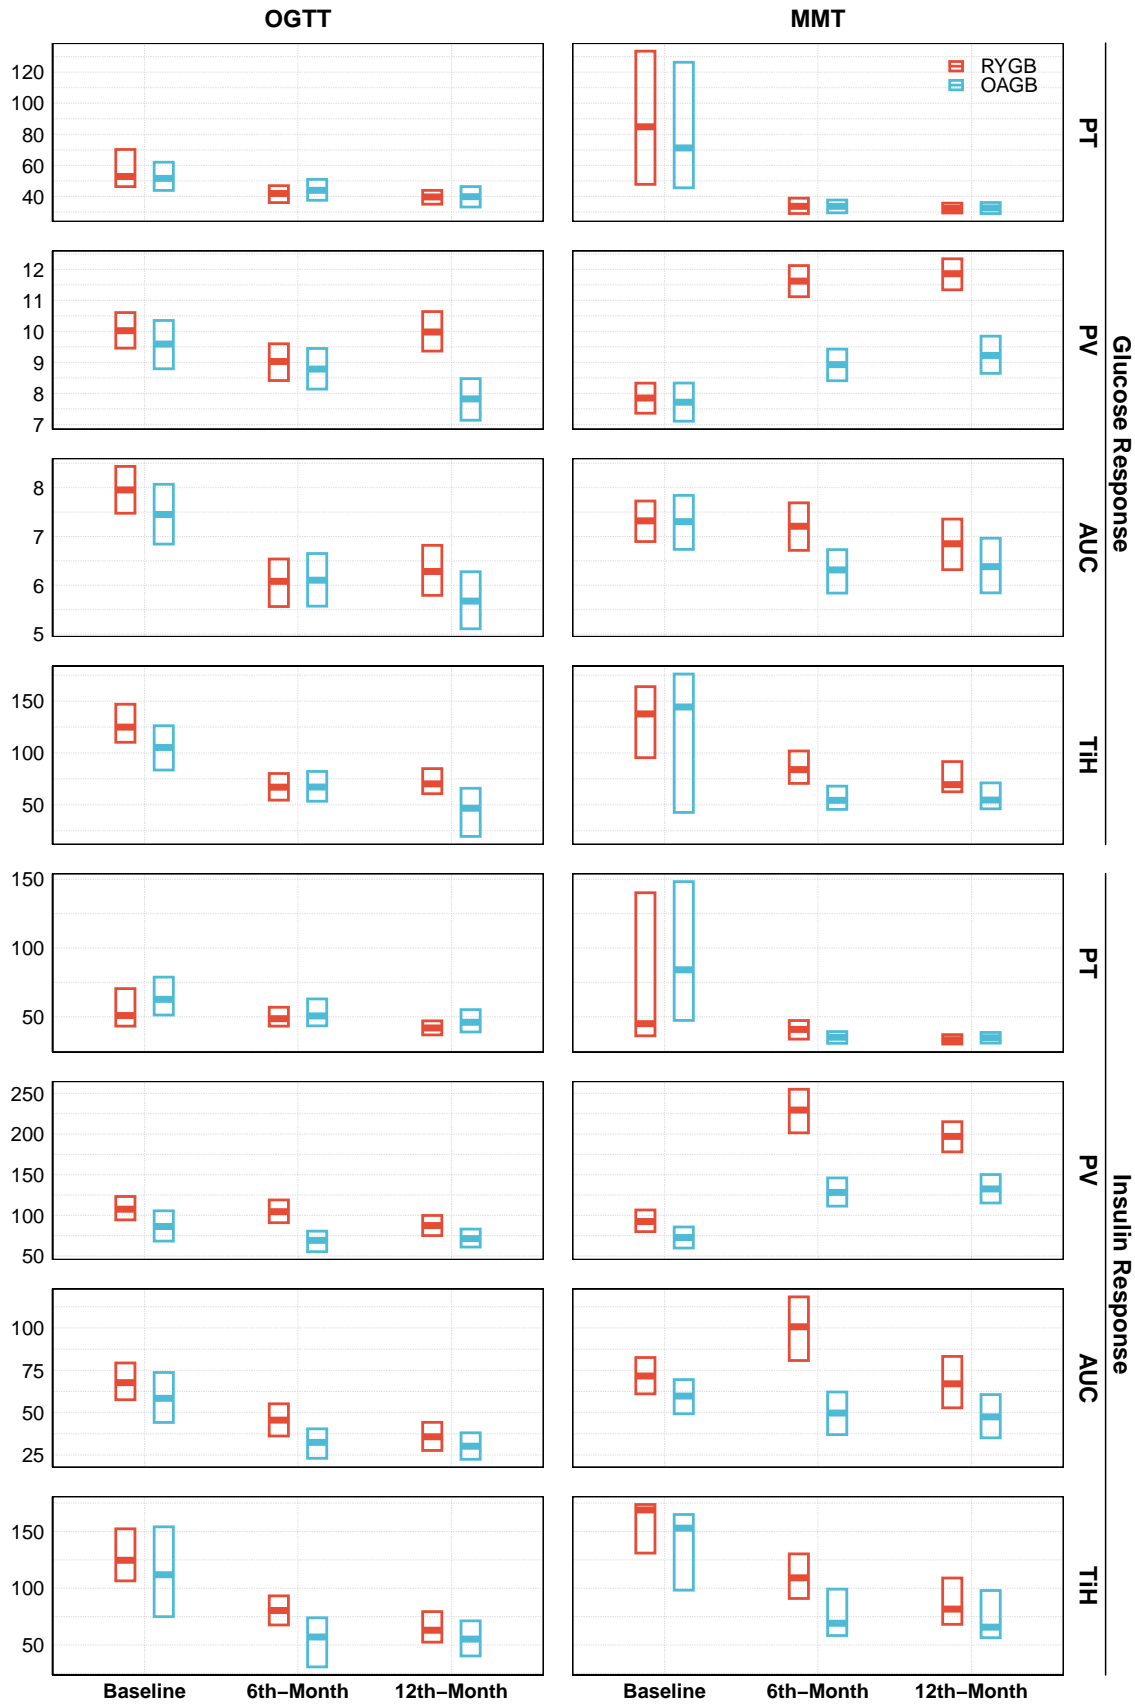 OGTT MMT
120
100
80
60
40
RYGB
OAGB
PT
12
11
10
9
8
7
PV
8
7
6
5
AUC
150
100
50
TiH
Glucose Response
150
100
50
PT
250
200
150
100
50
PV
100
75
50
25
AUC
150
100
50
TiH
Insulin Response
Baseline 6th–Month 12th–Month Baseline 6th–Month 12th–Month